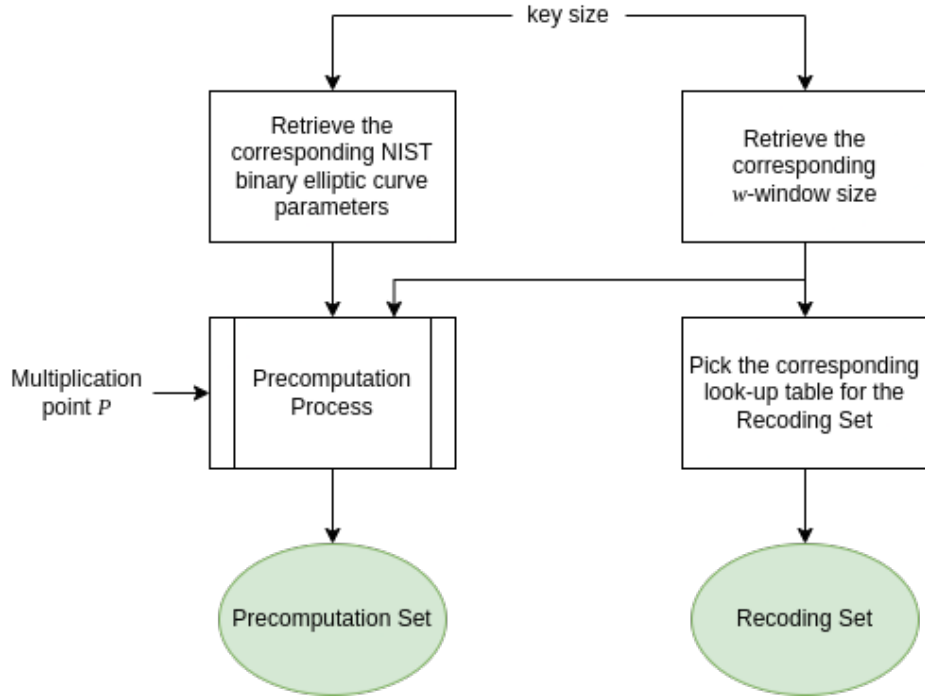 key size
Retrieve the
corresponding NIST
binary elliptic curve
parameters
Retrieve the
corresponding
w-window size
Multiplication
point P
Precomputation
Process
Pick the corresponding
look-up table for the
Recoding Set
Precomputation Set
Recoding Set